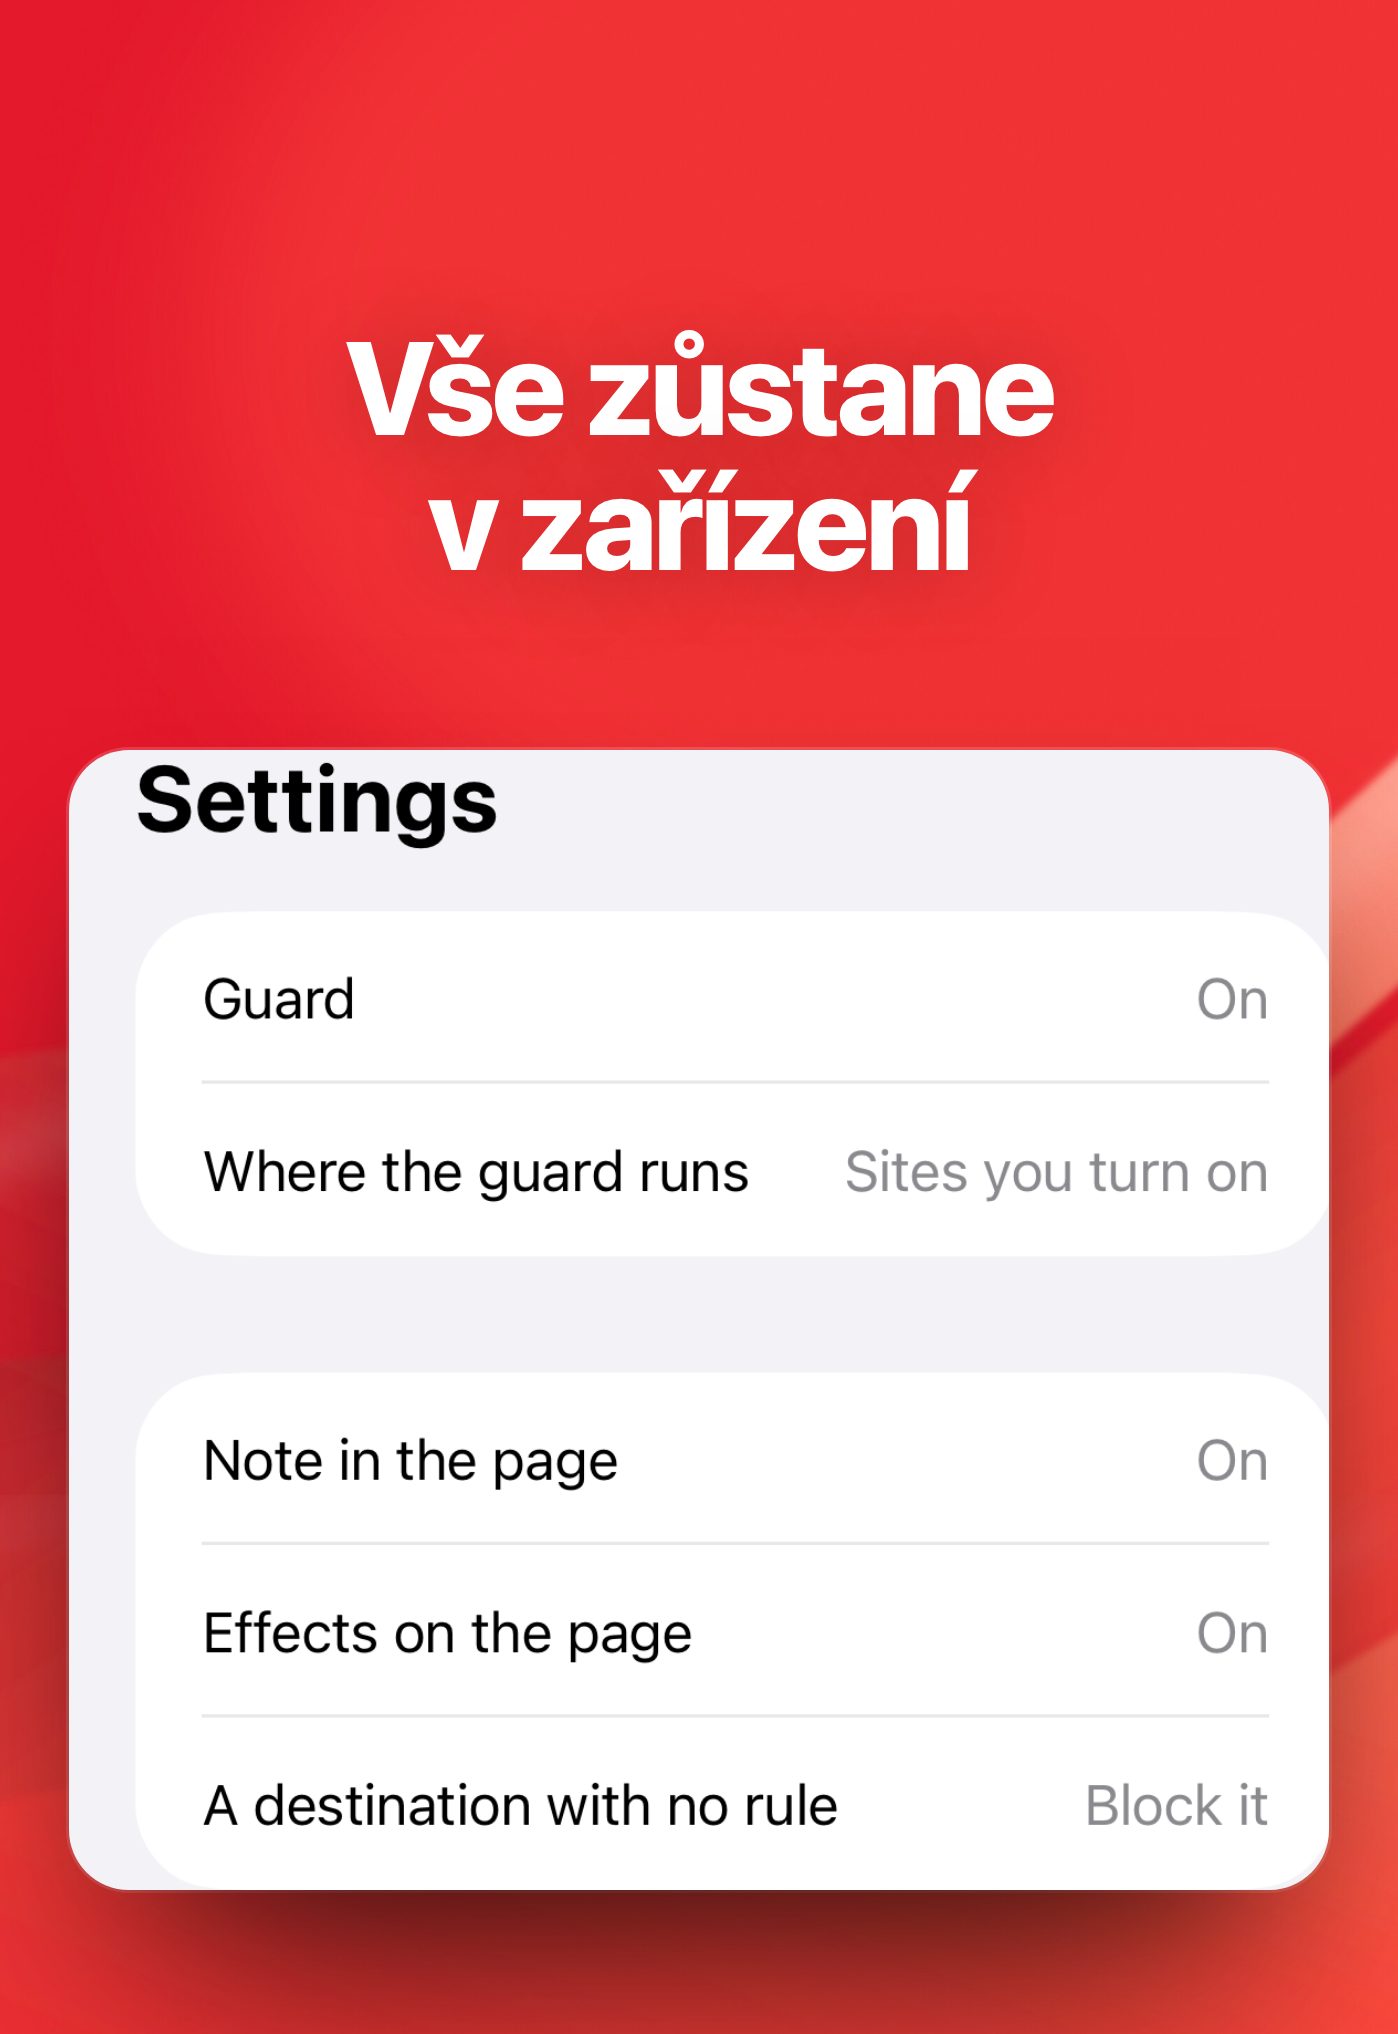 Vše zůstane
v zařízení
Settings
Guard On
Where the guard runs Sites you turn on
Note in the page On
Effects on the page On
A destination with no rule Block it